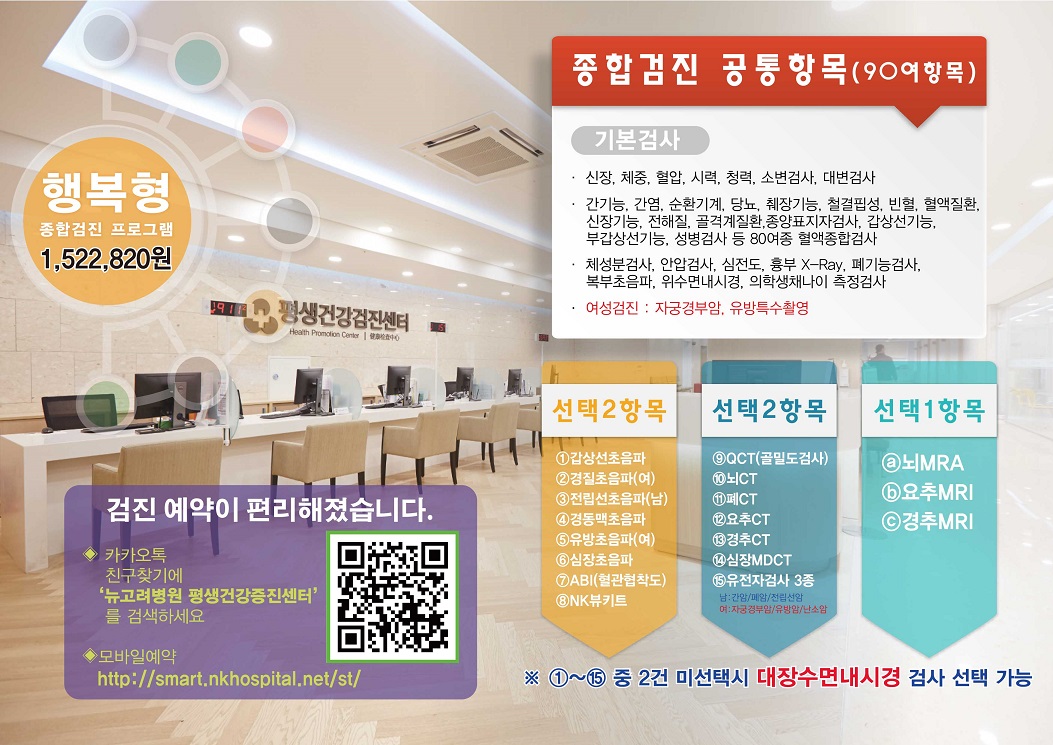 행복형
종합검진 프로그램
1,522,820원
평생건강검진센터
Health Promotion Center | 健康检查中心
검진 예약이 편리해졌습니다.
◈ 카카오톡
친구찾기에
‘뉴고려병원 평생건강증진센터’
를 검색하세요
◈모바일예약
http://smart.nkhospital.net/st/
종합검진 공통항목(90여항목)
기본검사
· 신장, 체중, 혈압, 시력, 청력, 소변검사, 대변검사
· 간기능, 간염, 순환기계, 당뇨, 췌장기능, 철결핍성, 빈혈, 혈액질환,
신장기능, 전해질, 골격계질환,종양표지자검사, 갑상선기능,
부갑상선기능, 성병검사 등 80여종 혈액종합검사
· 체성분검사, 안압검사, 심전도, 흉부 X-Ray, 폐기능검사,
복부초음파, 위수면내시경, 의학생채나이 측정검사
· 여성검진 : 자궁경부암, 유방특수촬영
선택2항목
①갑상선초음파
②경질초음파(여)
③전립선초음파(남)
④경동맥초음파
⑤유방초음파(여)
⑥심장초음파
⑦ABI(혈관협착도)
⑧NK뷰키트
선택2항목
⑨QCT(골밀도검사)
⑩뇌CT
⑪폐CT
⑫요추CT
⑬경추CT
⑭심장MDCT
⑮유전자검사 3종
남:간암/폐암/전립선암
여:자궁경부암/유방암/난소암
선택1항목
ⓐ뇌MRA
ⓑ요추MRI
ⓒ경추MRI
※ ①~⑮ 중 2건 미선택시 대장수면내시경 검사 선택 가능